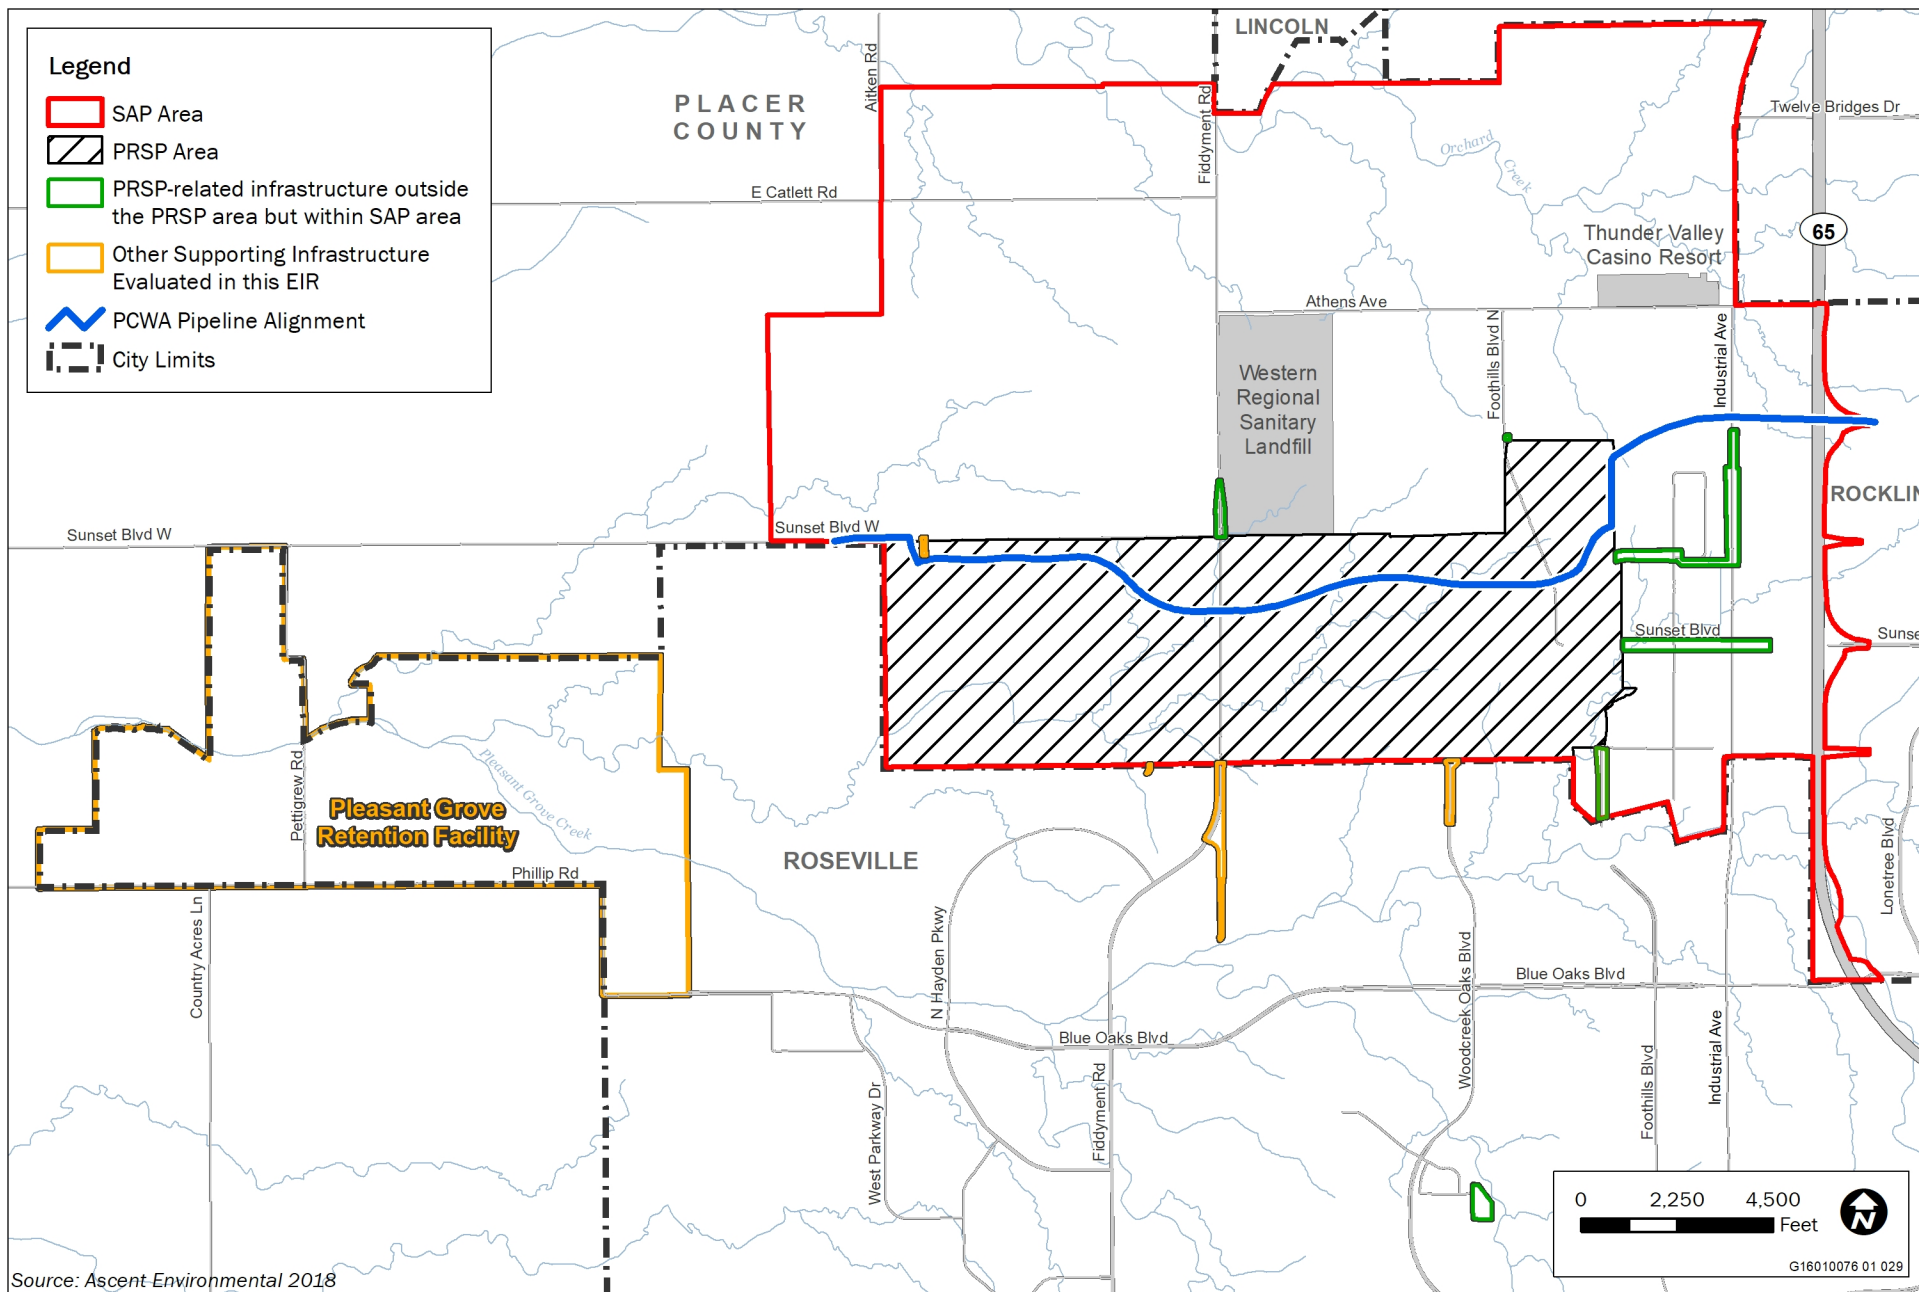 Legend
SAP Area
PRSP Area
PRSP-related infrastructure outside
the PRSP area but within SAP area
Other Supporting Infrastructure
Evaluated in this EIR
PCWA Pipeline Alignment
City Limits
PLACER
COUNTY
Aitken Rd
LINCOLN
Fiddyment Rd
Orchard
Creek
Twelve Bridges Dr
E Catlett Rd
Thunder Valley
Casino Resort
65
Athens Ave
Foothills Blvd N
Industrial Ave
Western
Regional
Sanitary
Landfill
ROCKLIN
Sunset Blvd W
Sunset Blvd W
Sunset Blvd
Sunse
Pleasant Grove Creek
Pettigrew Rd
Pleasant Grove
Retention Facility
ROSEVILLE
Phillip Rd
Country Acres Ln
N Hayden Pkwy
Woodcreek Oaks Blvd
Lonetree Blvd
Blue Oaks Blvd
Blue Oaks Blvd
West Parkway Dr
Fiddyment Rd
Foothills Blvd
Industrial Ave
0 2,250 4,500
Feet
N
G16010076 01 029
Source: Ascent Environmental 2018